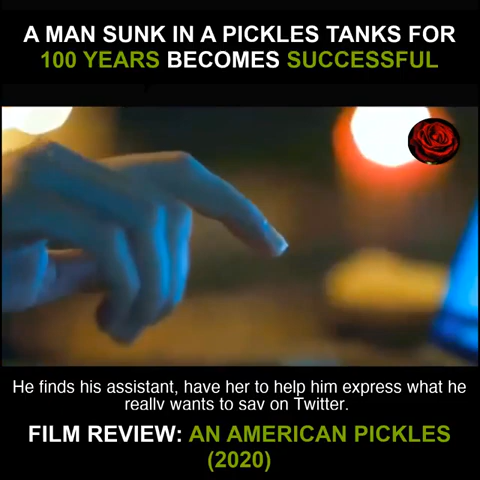 A MAN SUNK IN A PICKLES TANKS FOR
100 YEARS BECOMES SUCCESSFUL
He finds his assistant, have her to help him express what he
really wants to say on Twitter.
FILM REVIEW: AN AMERICAN PICKLES
(2020)